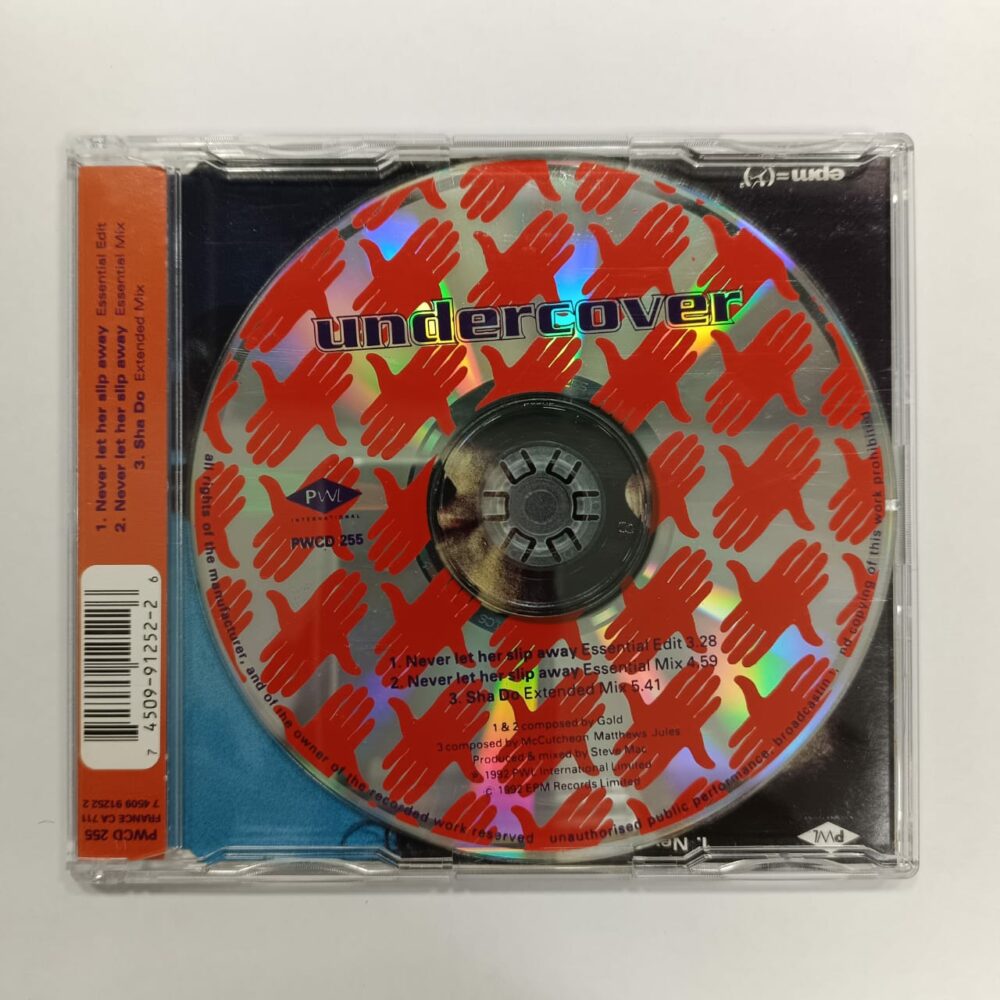 1. Never let her slip away Essential Edit
2. Never let her slip away Essential Mix
3. Sha Do Extended Mix
7 45099-91252-2 6
PWCD 255
FRANCE CA 711
7 4509 91252 2
epm=
undercover
PWL
INTERNATIONAL
PWCD 255
1. Never let her slip away Essential Edit 3.28
2. Never let her slip away Essential Mix 4,59
3. Sha Do Extended Mix 5.41
1 & 2 composed by Gold
3 composed by McCutcheon Matthews Jules
Produced & mixed by Steve Mac
℗ 1992 PWL International Limited
© 1992 EPM Records Limited
all rights of the manufacturer, and of the owner of the recorded work reserved unauthorised public performance, broadcasting and copying of this work prohibited
PWL
1. Nev